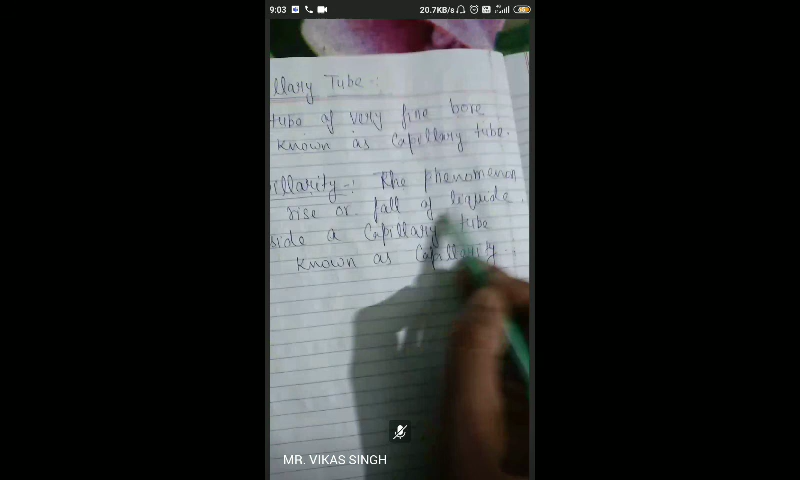 9:03 20.7KB/s
llary Tube -:
tube of very fine bore
known as Capillary tube.
illarity -: The phenomenon
rise or fall of liquide
side a Capillary tube
known as Capillarity.
MR. VIKAS SINGH